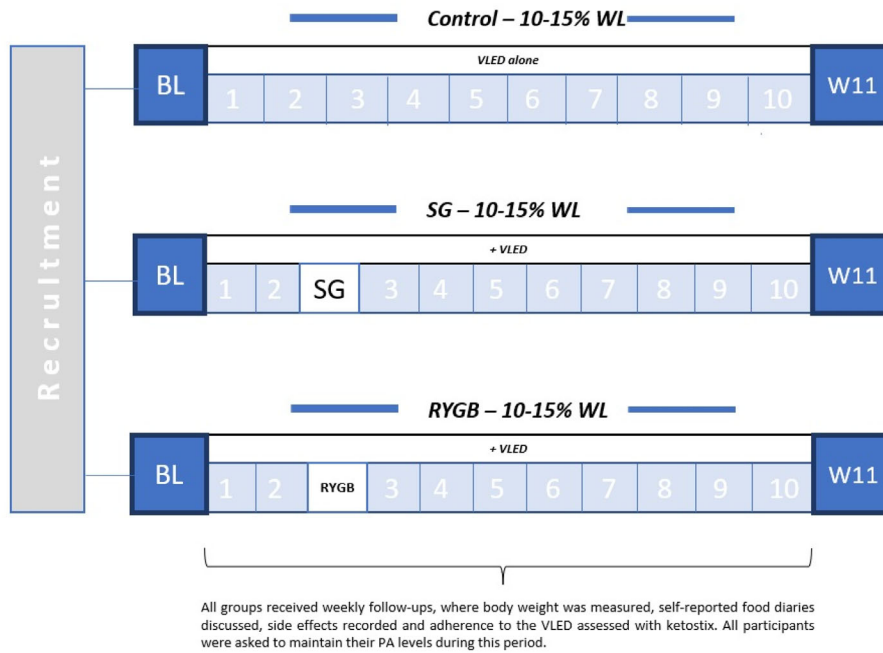 Control – 10-15% WL
VLED alone
BL 1 2 3 4 5 6 7 8 9 10 W11
SG – 10-15% WL
+ VLED
BL 1 2 SG 3 4 5 6 7 8 9 10 W11
Recruitment
RYGB – 10-15% WL
+ VLED
BL 1 2 RYGB 3 4 5 6 7 8 9 10 W11
All groups received weekly follow-ups, where body weight was measured, self-reported food diaries
discussed, side effects recorded and adherence to the VLED assessed with ketostix. All participants
were asked to maintain their PA levels during this period.